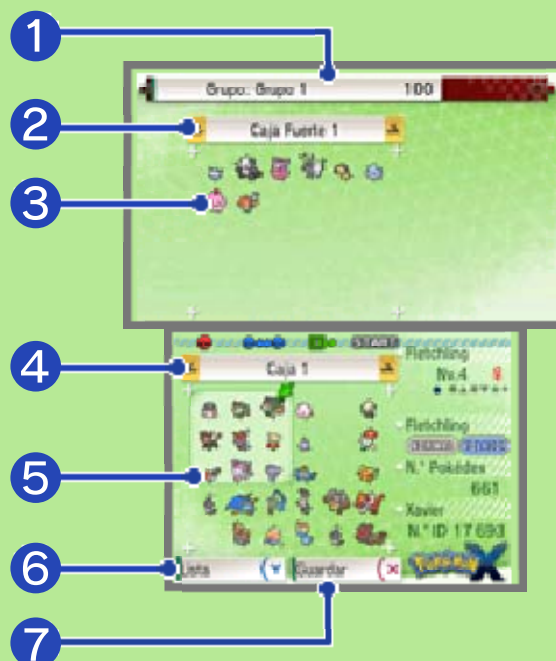 1
Grupo: Grupo 1 100
2
Caja Fuerte 1
3
START
4
Caja 1
Fletchling
Nv.4 ♀
Fletchling
5
N.° Pokédex
661
Xavier
N.° ID 17693
6
Lista Y
Guardar X
POKéMON X
7